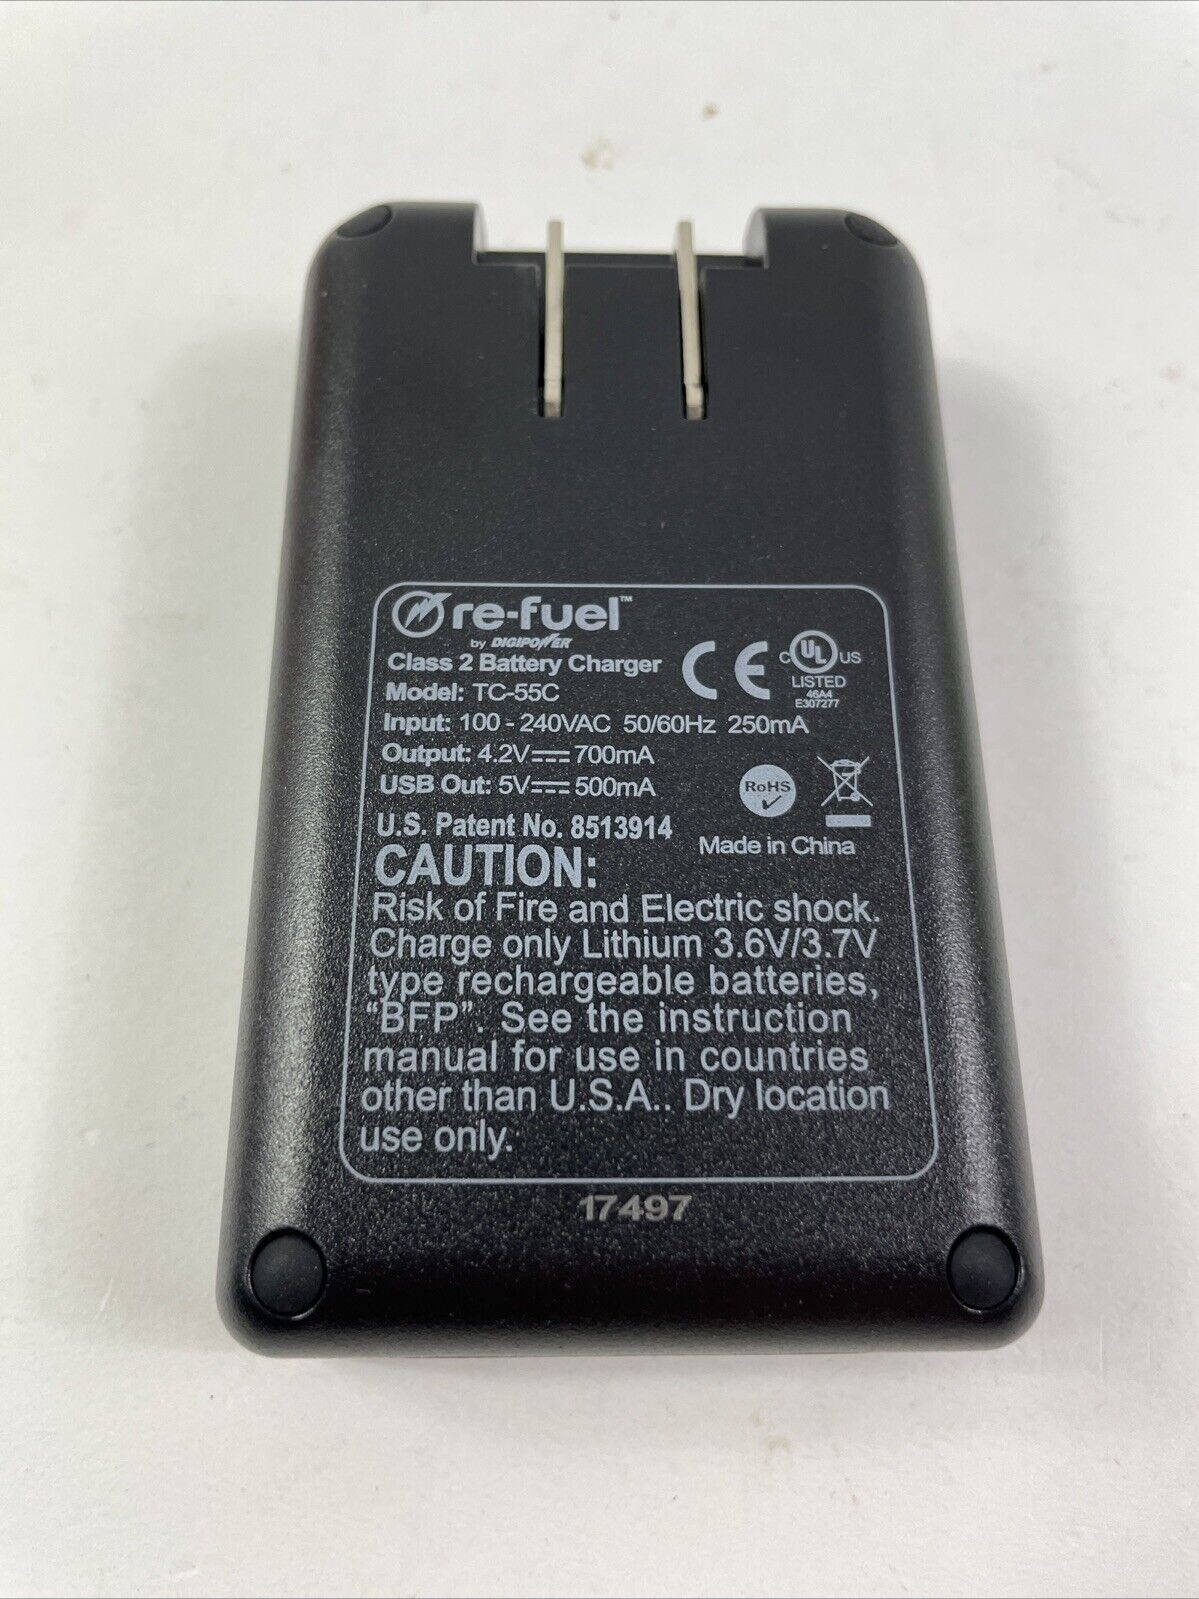 re-fuel™
by DIGIPOWER
Class 2 Battery Charger
Model: TC-55C
CE
C UL US
LISTED
46A4
E307277
Input: 100 - 240VAC 50/60Hz 250mA
Output: 4.2V⎓700mA
USB Out: 5V⎓500mA
RoHS
U.S. Patent No. 8513914
Made in China
CAUTION:
Risk of Fire and Electric shock.
Charge only Lithium 3.6V/3.7V
type rechargeable batteries,
“BFP”. See the instruction
manual for use in countries
other than U.S.A.. Dry location
use only.
17497